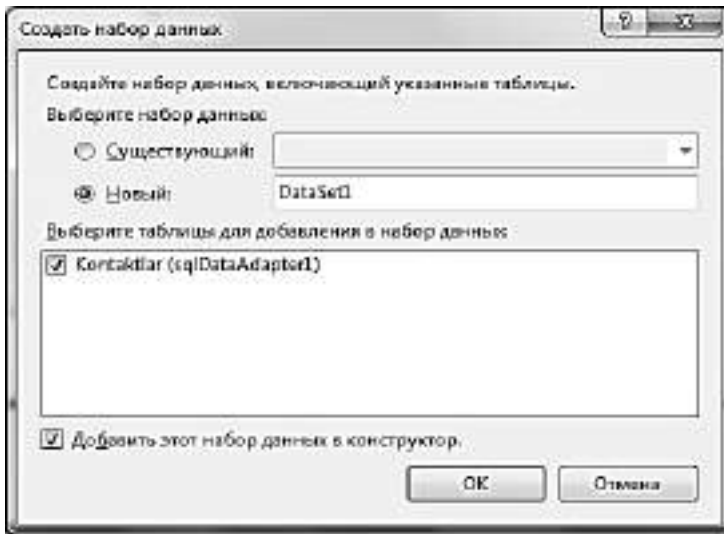 Создать набор данных
Создайте набор данных, включающий указанные таблицы.
Выберите набор данных:
Существующий:
Новый: DataSet1
Выберите таблицы для добавления в набор данных:
Kontaktlar (sqlDataAdapter1)
Добавить этот набор данных в конструктор.
OK Отмена